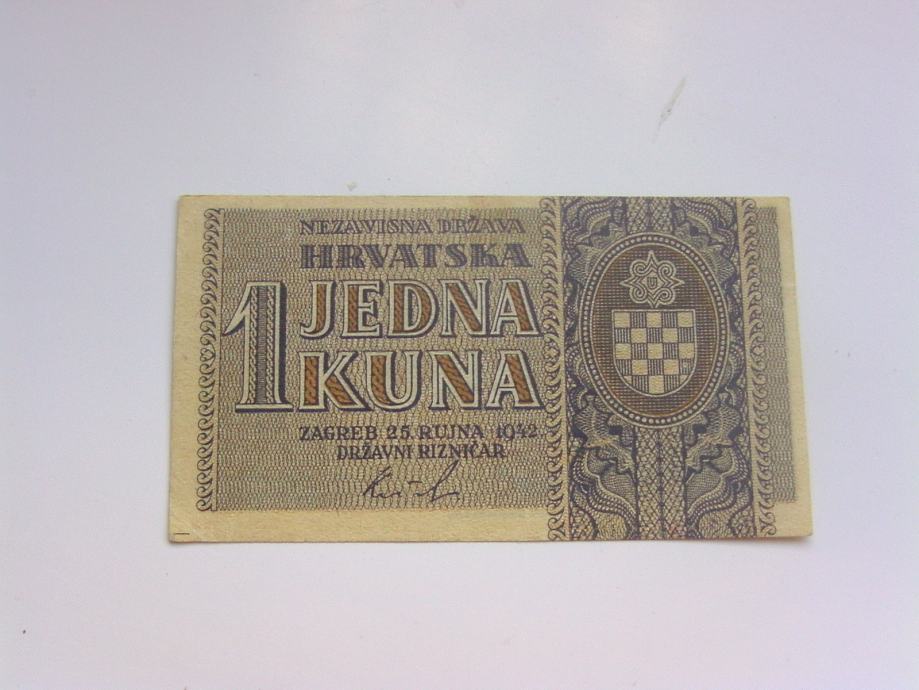 NEZAVISNA DRŽAVA
HRVATSKA
1 JEDNA
KUNA
ZAGREB 25. RUJNA 1942.
DRŽAVNI RIZNIČAR
U